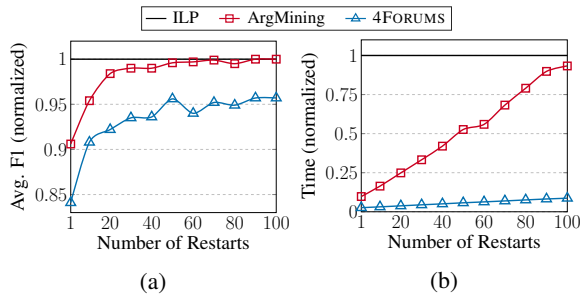 ILP ArgMining 4FORUMS
1
0.95
0.9
0.85
1 20 40 60 80 100
Avg. F1 (normalized)
Number of Restarts
(a)
1
0.75
0.5
0.25
0
1 20 40 60 80 100
Time (normalized)
Number of Restarts
(b)